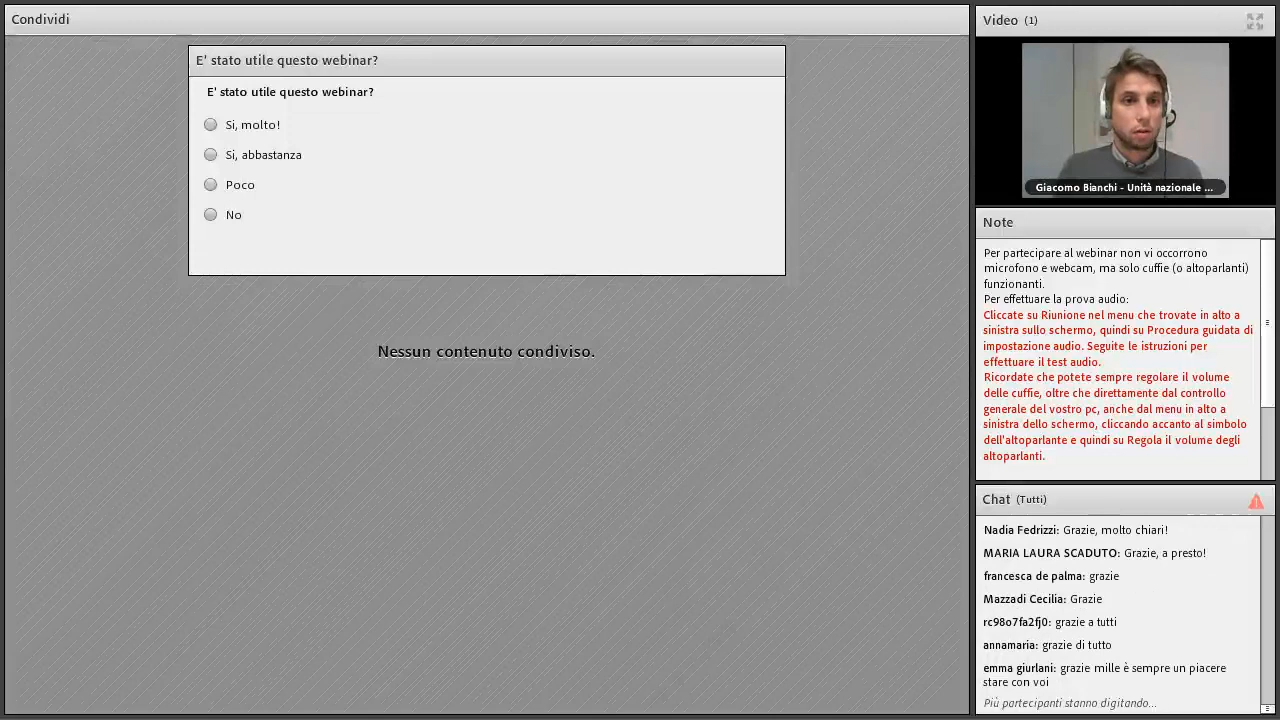 Condividi
E' stato utile questo webinar?
E' stato utile questo webinar?
Si, molto!
Si, abbastanza
Poco
No
Nessun contenuto condiviso.
Video (1)
Giacomo Bianchi - Unità nazionale ...
Note
Per partecipare al webinar non vi occorrono
microfono e webcam, ma solo cuffie (o altoparlanti)
funzionanti.
Per effettuare la prova audio:
Cliccate su Riunione nel menu che trovate in alto a
sinistra sullo schermo, quindi su Procedura guidata di
impostazione audio. Seguite le istruzioni per
effettuare il test audio.
Ricordate che potete sempre regolare il volume
delle cuffie, oltre che direttamente dal controllo
generale del vostro pc, anche dal menu in alto a
sinistra dello schermo, cliccando accanto al simbolo
dell'altoparlante e quindi su Regola il volume degli
altoparlanti.
Chat (Tutti)
Nadia Fedrizzi: Grazie, molto chiari!
MARIA LAURA SCADUTO: Grazie, a presto!
francesca de palma: grazie
Mazzadi Cecilia: Grazie
rc98o7fa2fj0: grazie a tutti
annamaria: grazie di tutto
emma giurlani: grazie mille è sempre un piacere
stare con voi
Più partecipanti stanno digitando...